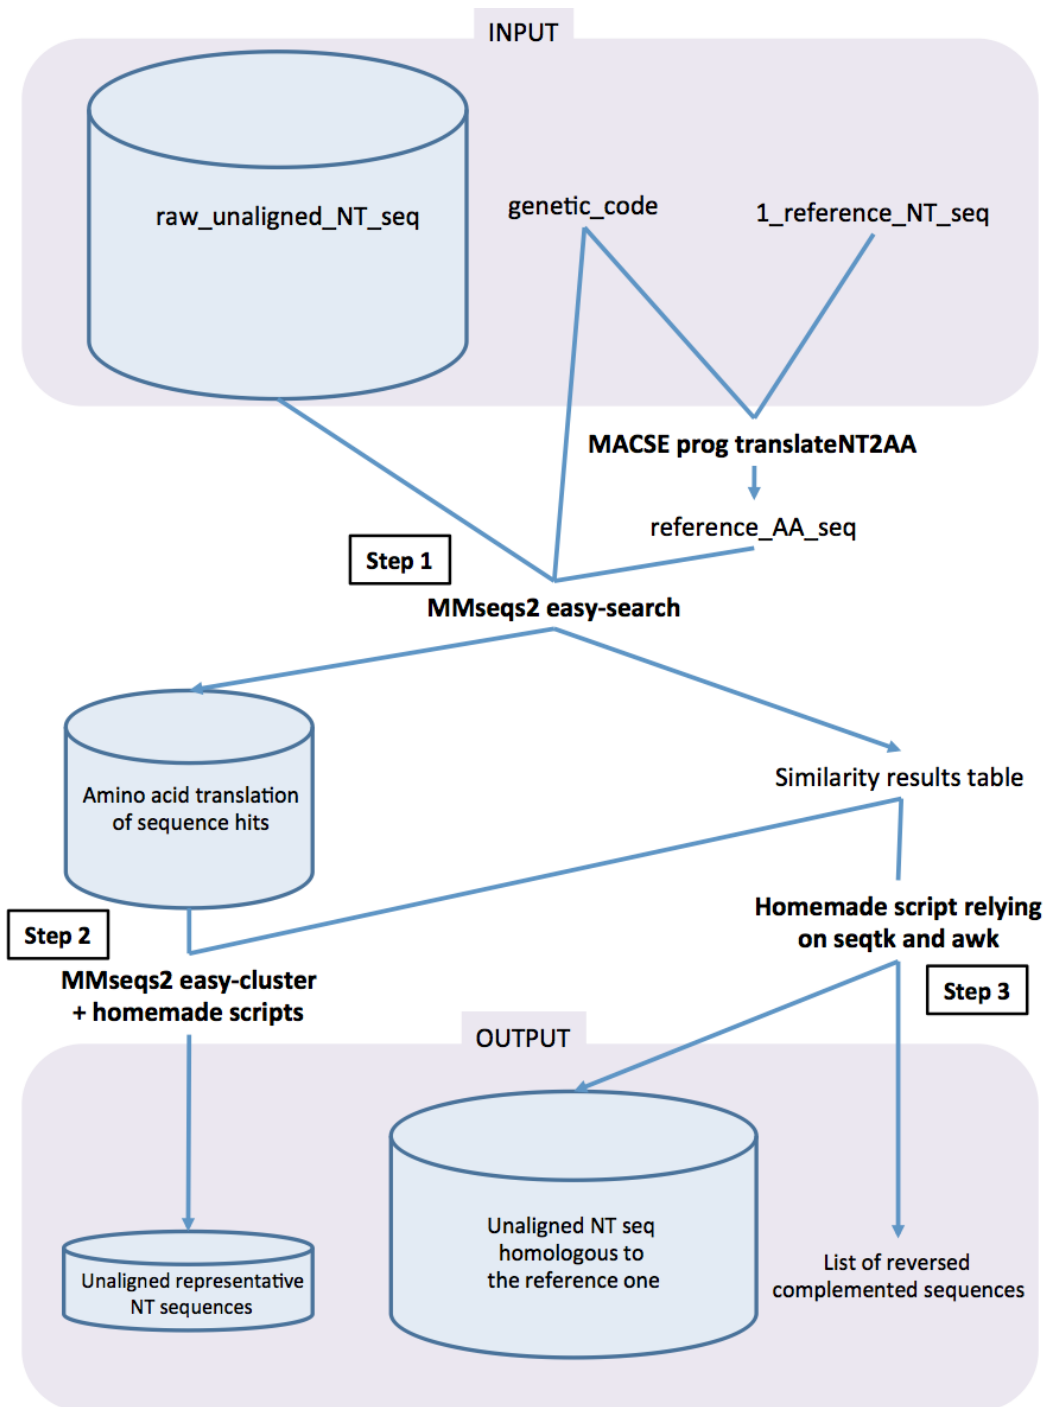 INPUT
raw_unaligned_NT_seq
genetic_code
1_reference_NT_seq
MACSE prog translateNT2AA
reference_AA_seq
Step 1
MMseqs2 easy-search
Amino acid translation
of sequence hits
Similarity results table
Step 2
MMseqs2 easy-cluster
+ homemade scripts
Homemade script relying
on seqtk and awk
Step 3
OUTPUT
Unaligned representative
NT sequences
Unaligned NT seq
homologous to
the reference one
List of reversed
complemented sequences